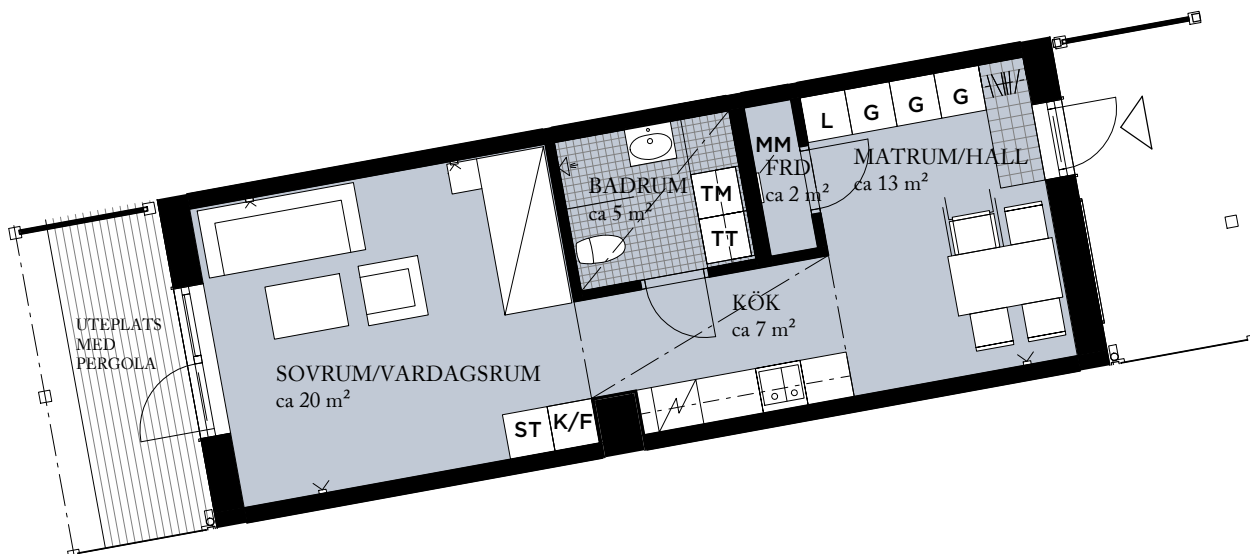 L
G
G
G
MM
FRD
ca 2 m²
MATRUM/HALL
ca 13 m²
BADRUM
ca 5 m²
TM
TT
KÖK
ca 7 m²
UTEPLATS
MED
PERGOLA
SOVRUM/VARDAGSRUM
ca 20 m²
ST
K/F